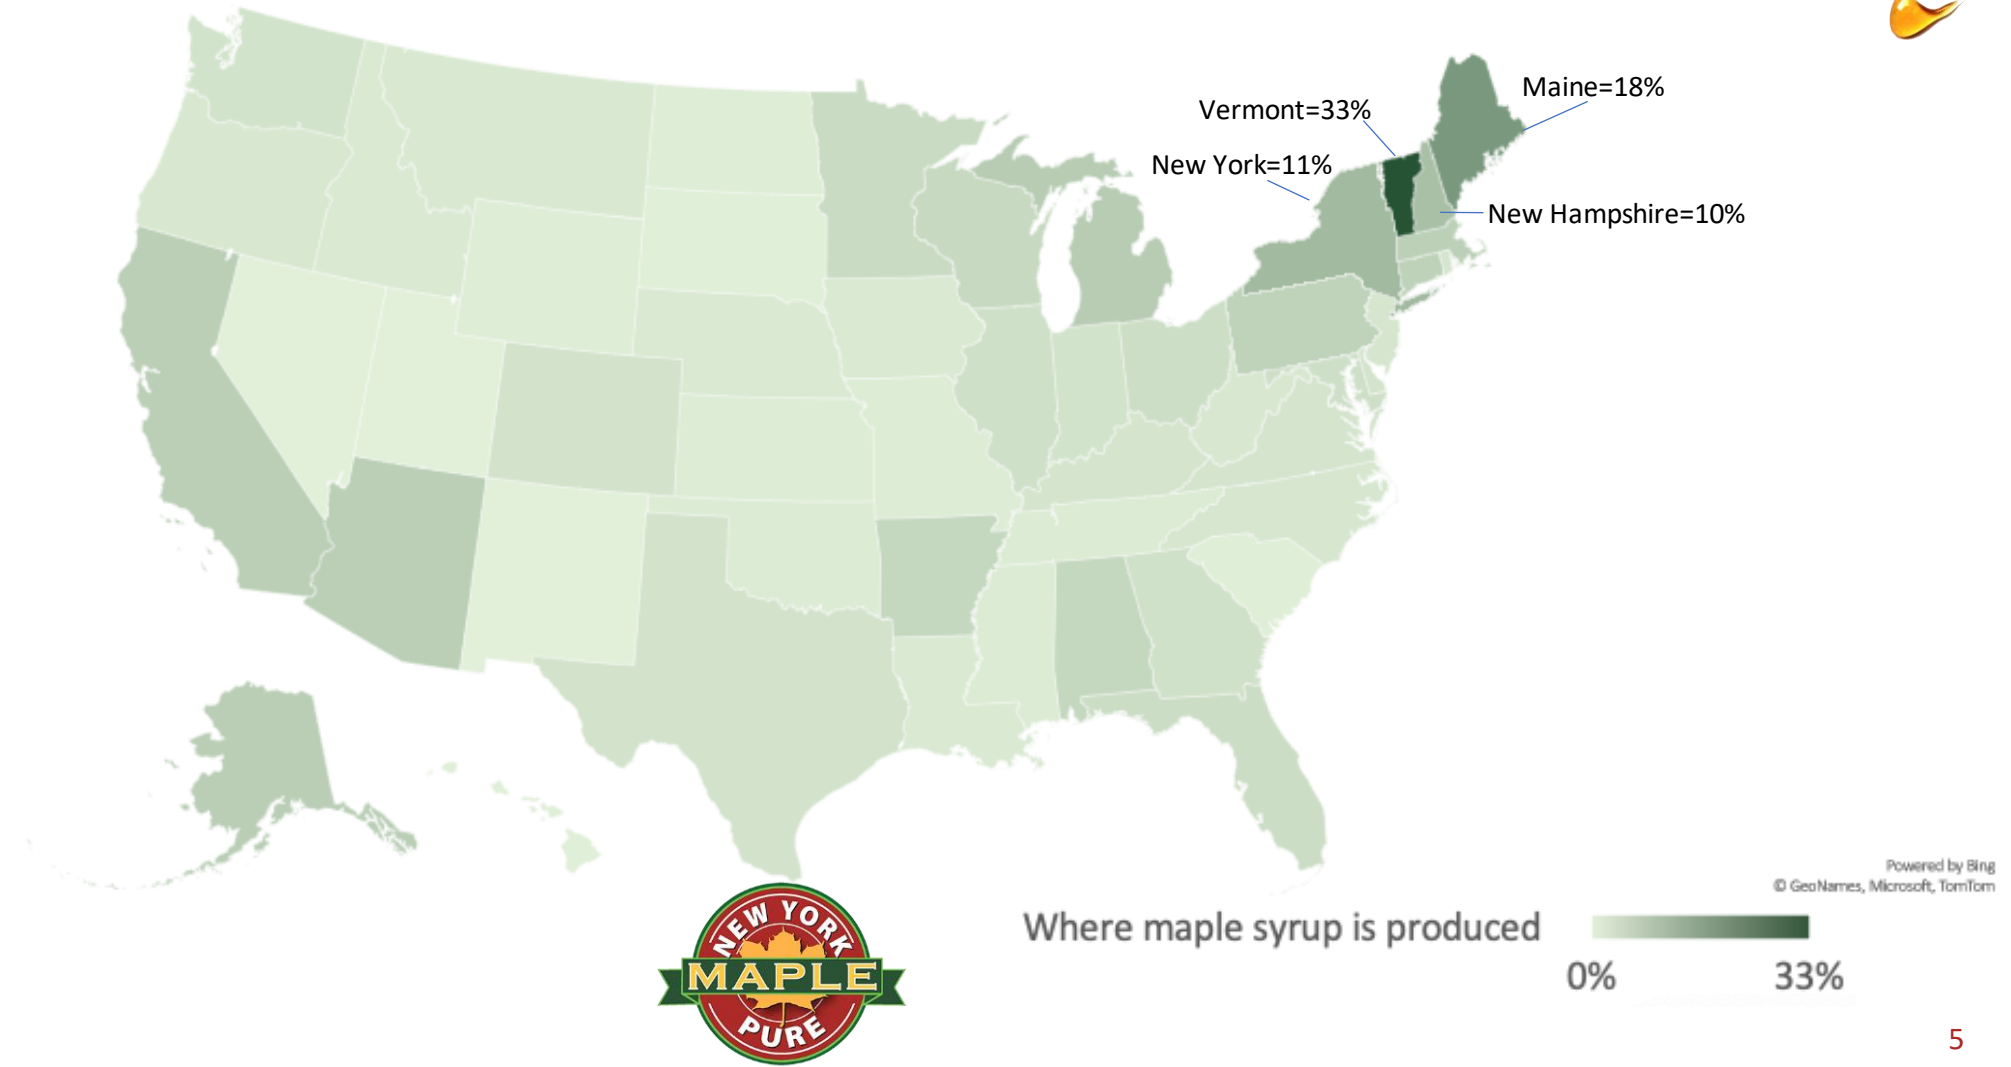 Maine=18%
Vermont=33%
New York=11%
New Hampshire=10%
Powered by Bing
© GeoNames, Microsoft, TomTom
NEW YORK
MAPLE
PURE
Where maple syrup is produced
0% 33%
5